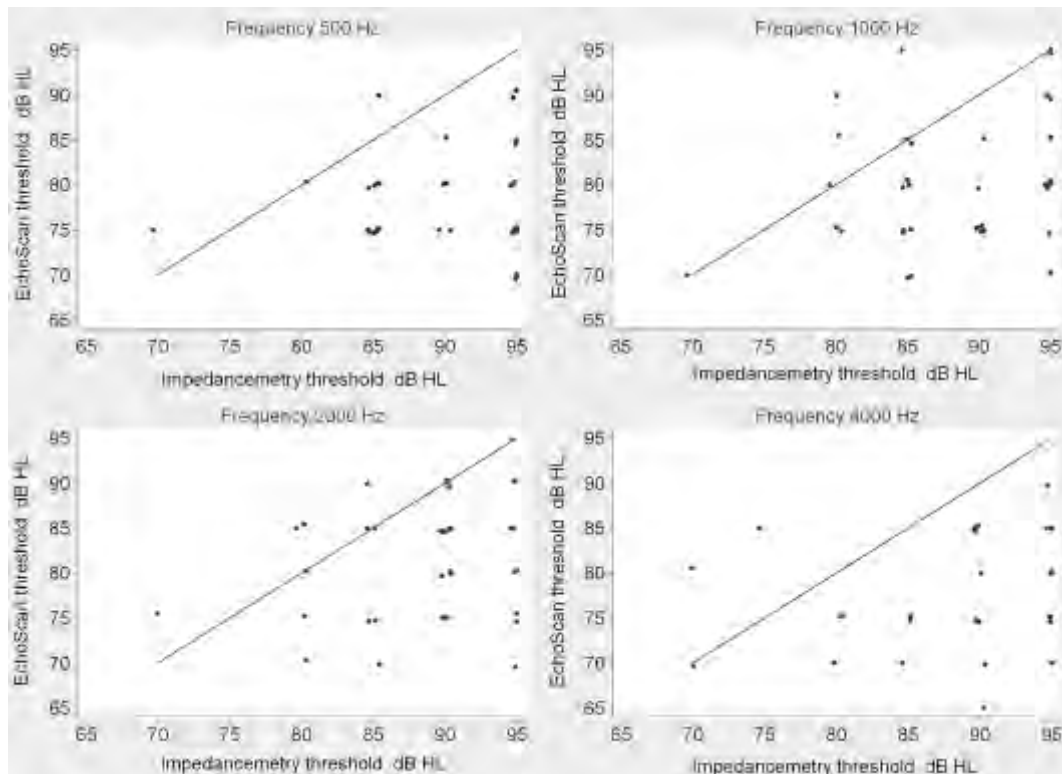 Frequency 500 Hz
EchoScan threshold dB HL
95
90
85
80
75
70
65
65 70 75 80 85 90 95
Impedancemetry threshold dB HL
Frequency 1000 Hz
EchoScan threshold dB HL
95
90
85
80
75
70
65
65 70 75 80 85 90 95
Impedancemetry threshold dB HL
Frequency 2000 Hz
EchoScan threshold dB HL
95
90
85
80
75
70
65
65 70 75 80 85 90 95
Impedancemetry threshold dB HL
Frequency 4000 Hz
EchoScan threshold dB HL
95
90
85
80
75
70
65
65 70 75 80 85 90 95
Impedancemetry threshold dB HL